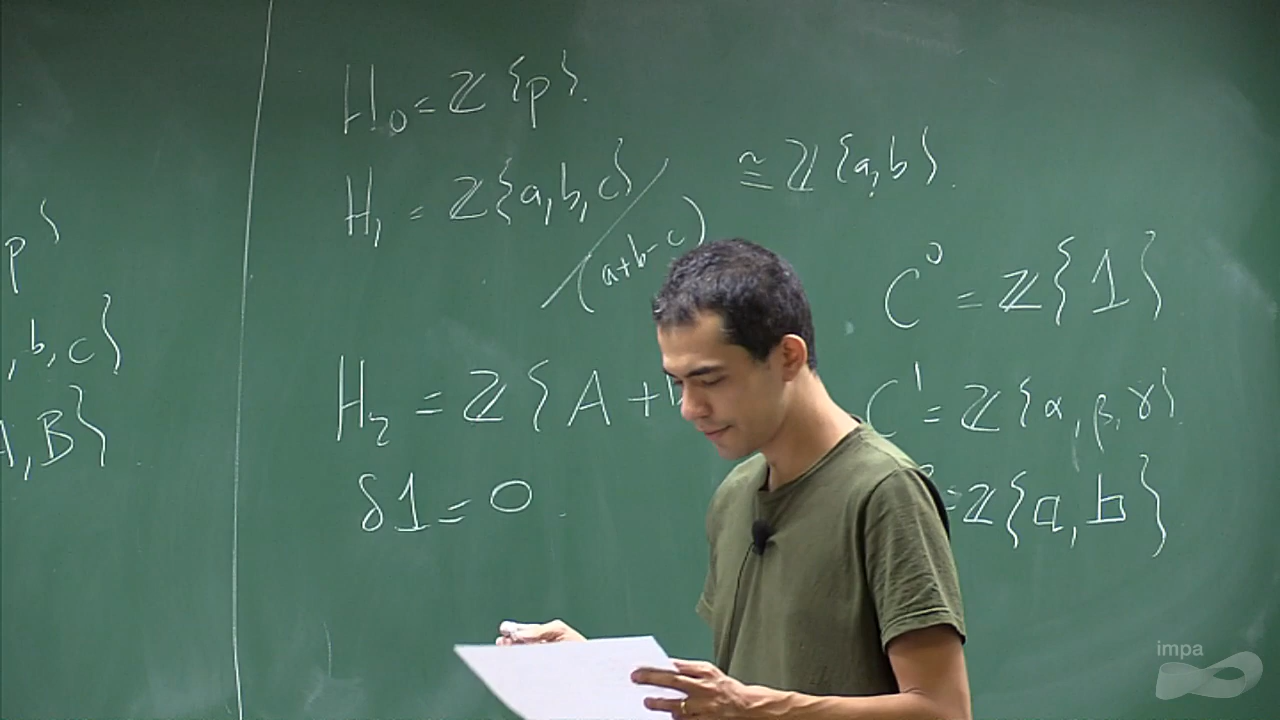 p}
, b, c}
A, B}
H₀ = ℤ {p}.
H₁ = ℤ{a, b, c} / (a+b-c) ≅ ℤ {a, b}.
H₂ = ℤ { A +
δ1 = 0.
C⁰ = ℤ{1}
C¹ = ℤ{α, β, γ}.
= ℤ{a, b}
impa